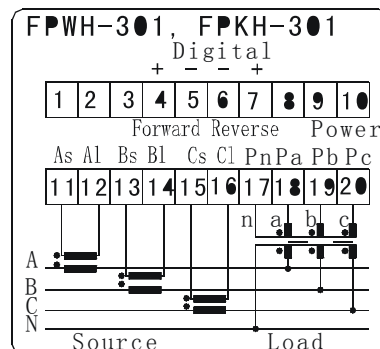 FPWH-301, FPKH-301
Digital
+ − − +
1 2 3 4 5 6 7 8 9 10
Forward Reverse Power
As Al Bs Bl Cs Cl Pn Pa Pb Pc
11 12 13 14 15 16 17 18 19 20
n a b c
A
B
C
N
Source Load